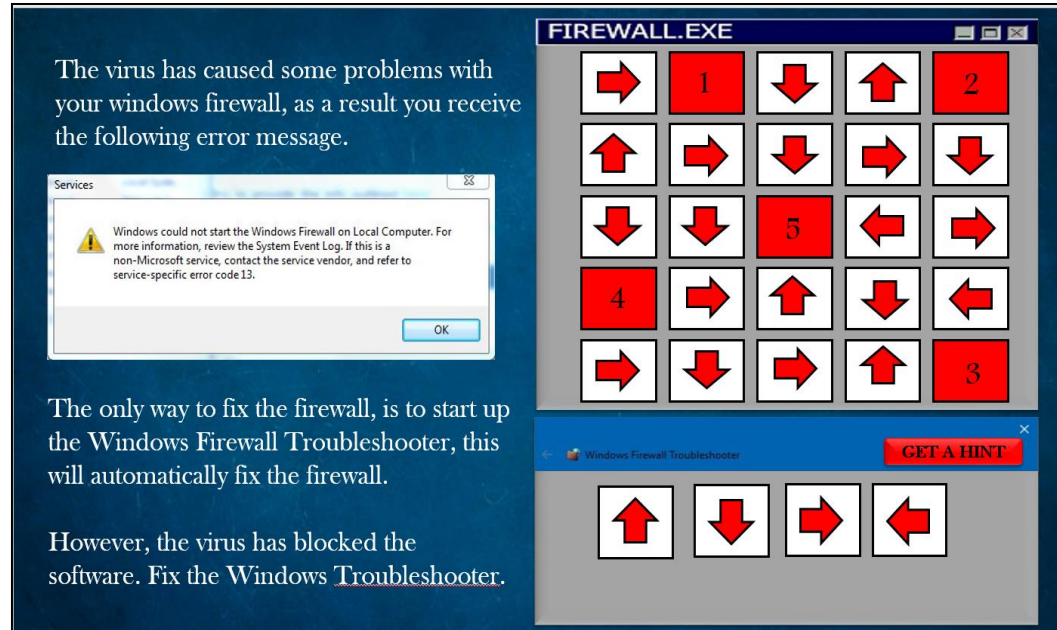 The virus has caused some problems with
your windows firewall, as a result you receive
the following error message.
Services
Windows could not start the Windows Firewall on Local Computer. For
more information, review the System Event Log. If this is a
non-Microsoft service, contact the service vendor, and refer to
service-specific error code 13.
OK
The only way to fix the firewall, is to start up
the Windows Firewall Troubleshooter, this
will automatically fix the firewall.
However, the virus has blocked the
software. Fix the Windows Troubleshooter.
FIREWALL.EXE
1
2
5
4
3
Windows Firewall Troubleshooter
GET A HINT